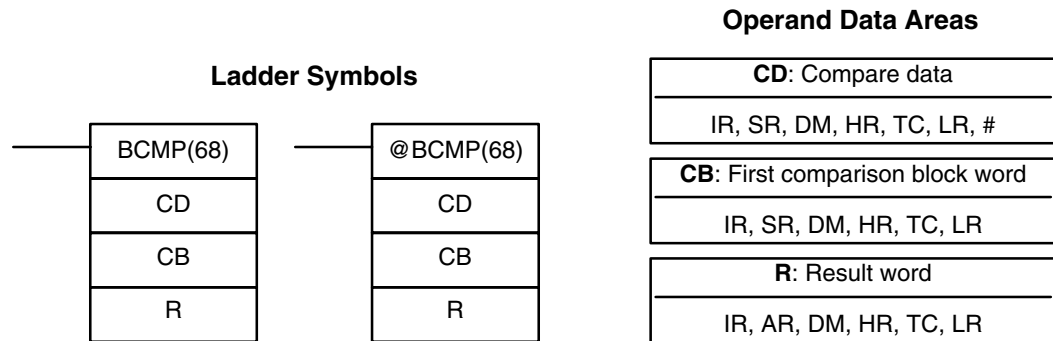 Ladder Symbols
BCMP(68)
CD
CB
R
@BCMP(68)
CD
CB
R
Operand Data Areas
CD: Compare data
IR, SR, DM, HR, TC, LR, #
CB: First comparison block word
IR, SR, DM, HR, TC, LR
R: Result word
IR, AR, DM, HR, TC, LR